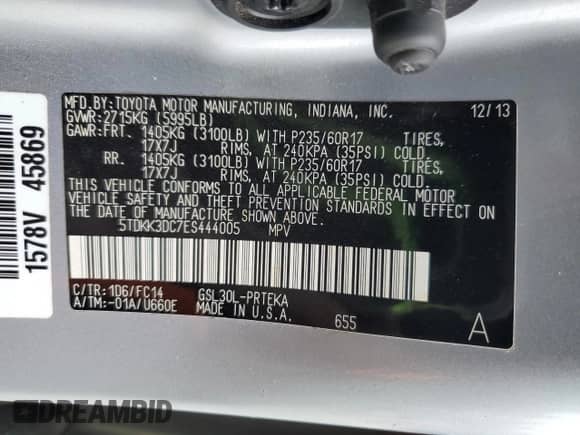 MFD.BY:TOYOTA MOTOR MANUFACTURING, INDIANA, INC. 12/13
GVWR:2715KG (5995LB)
GAWR:FRT. 1405KG (3100LB) WITH P235/60R17 TIRES,
17X7J RIMS, AT 240KPA (35PSI) COLD.
RR. 1405KG (3100LB) WITH P235/60R17 TIRES,
17X7J RIMS, AT 240KPA (35PSI) COLD.
THIS VEHICLE CONFORMS TO ALL APPLICABLE FEDERAL MOTOR
VEHICLE SAFETY AND THEFT PREVENTION STANDARDS IN EFFECT ON
THE DATE OF MANUFACTURE SHOWN ABOVE.
5TDKK3DC7ES444005 MPV
C/TR:1D6/FC14 GSL30L-PRTEKA
A/TM:-01A/U660E MADE IN U.S.A.
655 A
1578V 45869
DREAMBID